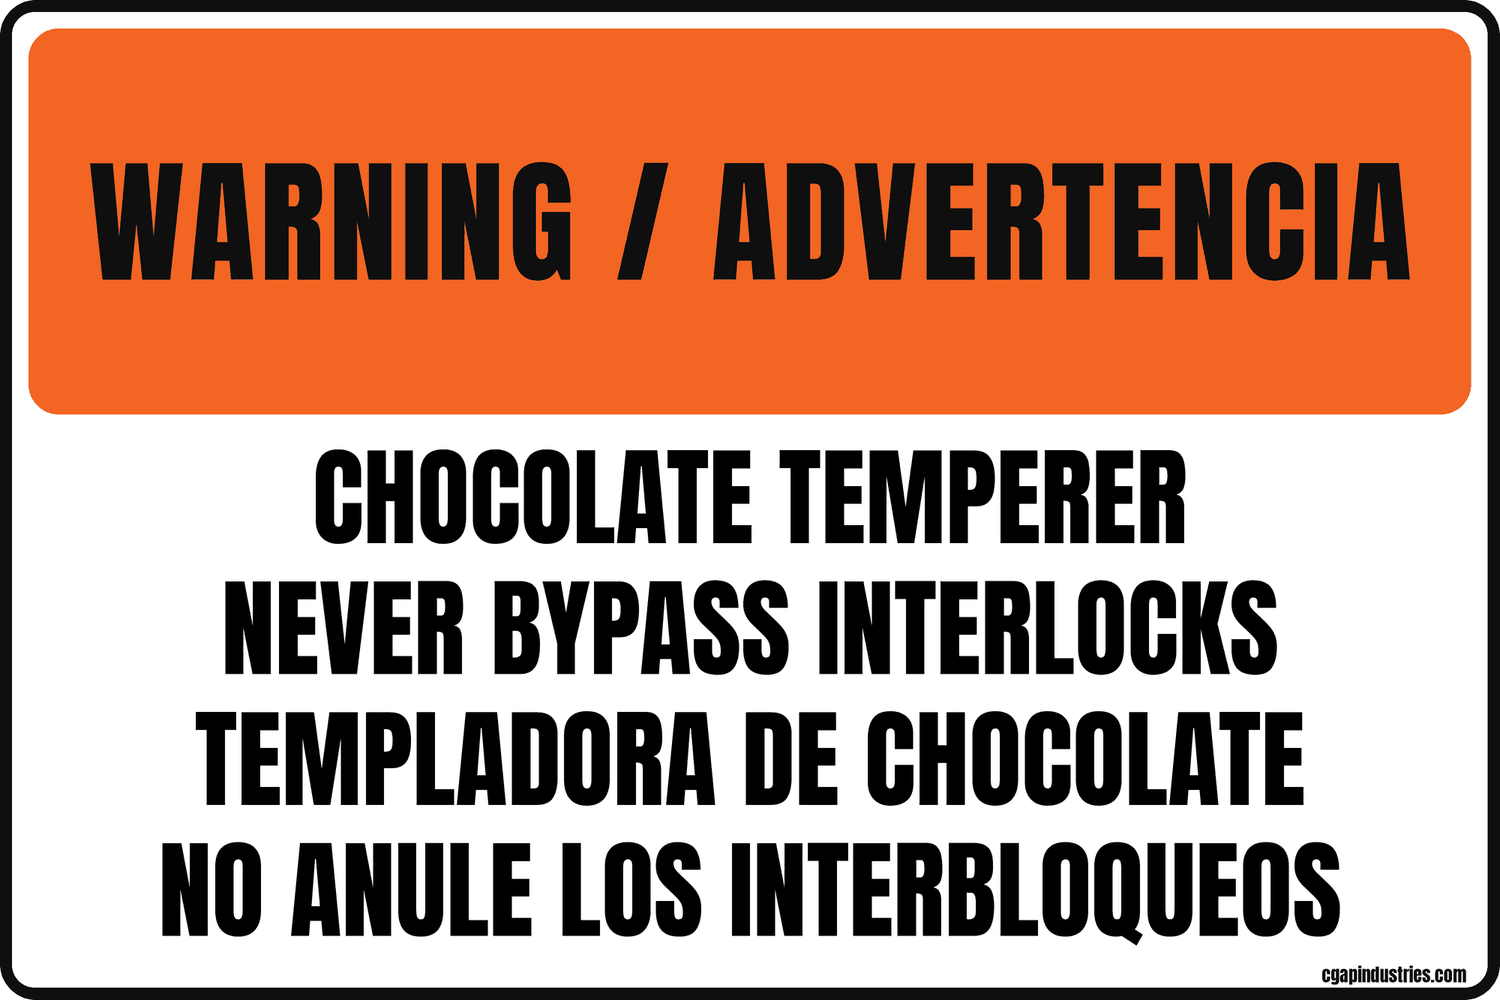 WARNING / ADVERTENCIA
CHOCOLATE TEMPERER
NEVER BYPASS INTERLOCKS
TEMPLADORA DE CHOCOLATE
NO ANULE LOS INTERBLOQUEOS
cgapindustries.com